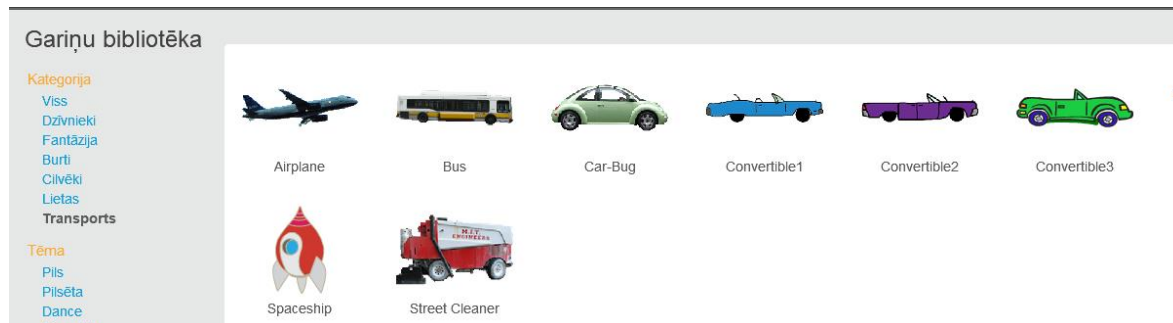 Gariņu bibliotēka
Kategorija
Viss
Dzīvnieki
Fantāzija
Burti
Cilvēki
Lietas
Transports
Tēma
Pils
Pilsēta
Dance
Airplane
Bus
Car-Bug
Convertible1
Convertible2
Convertible3
M.I.T.
ENGINEERS
Spaceship
Street Cleaner